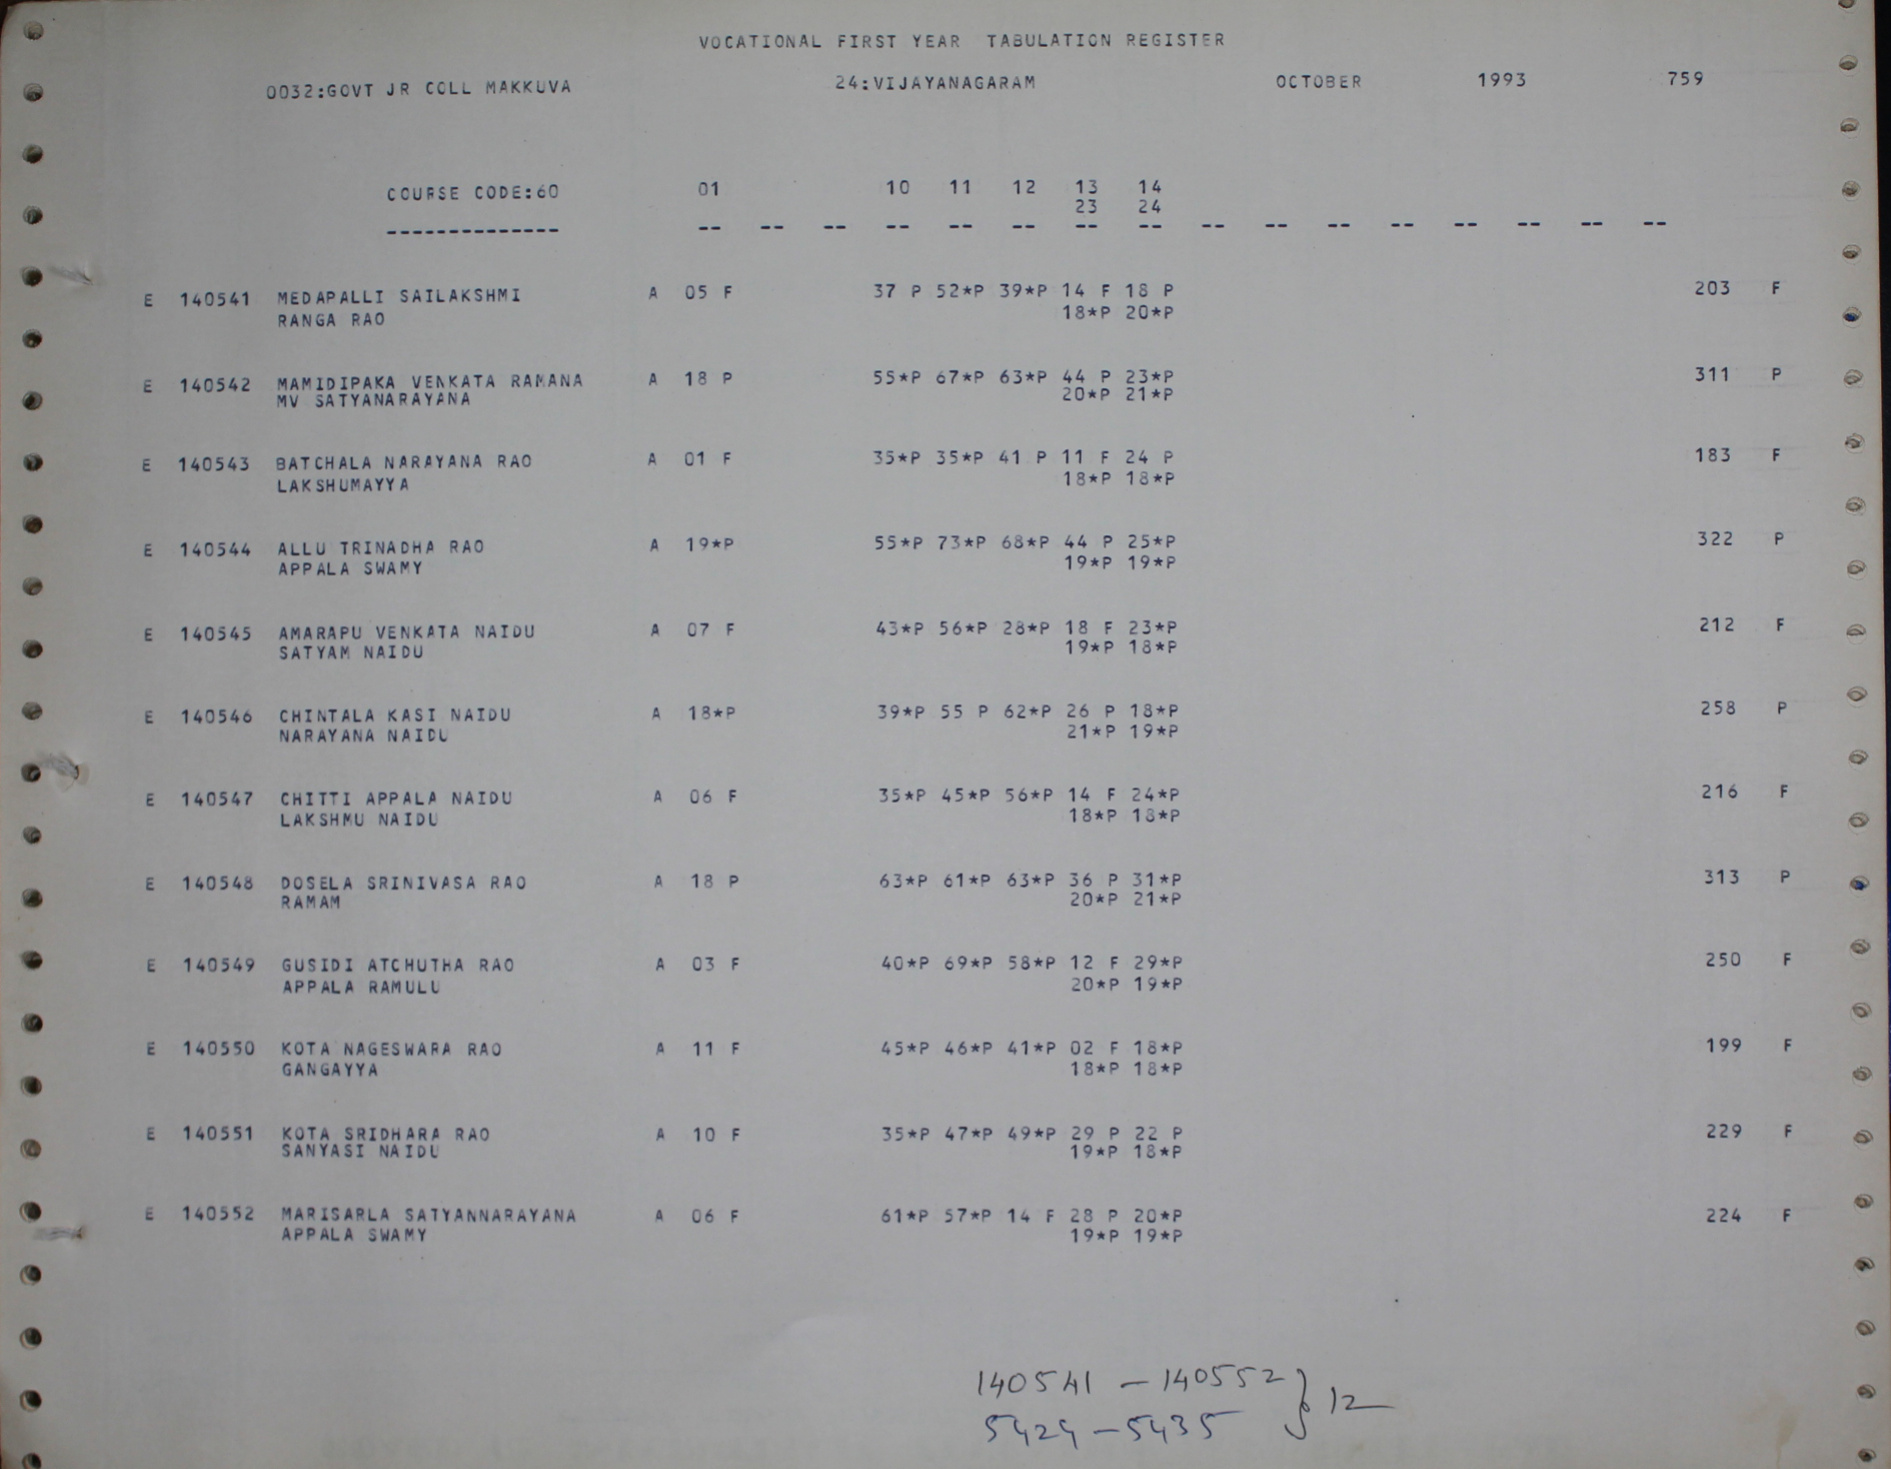 VOCATIONAL FIRST YEAR TABULATION REGISTER
0032:GOVT JR COLL MAKKUVA 24:VIJAYANAGARAM OCTOBER 1993 759
COURSE CODE:60 01 10 11 12 13 14
23 24
-------------- -- -- -- -- -- -- -- -- -- -- -- -- -- -- -- --
E 140541 MEDAPALLI SAILAKSHMI A 05 F 37 P 52*P 39*P 14 F 18 P 203 F
RANGA RAO 18*P 20*P
E 140542 MAMIDIPAKA VENKATA RAMANA A 18 P 55*P 67*P 63*P 44 P 23*P 311 P
MV SATYANARAYANA 20*P 21*P
E 140543 BATCHALA NARAYANA RAO A 01 F 35*P 35*P 41 P 11 F 24 P 183 F
LAKSHUMAYYA 18*P 18*P
E 140544 ALLU TRINADHA RAO A 19*P 55*P 73*P 68*P 44 P 25*P 322 P
APPALA SWAMY 19*P 19*P
E 140545 AMARAPU VENKATA NAIDU A 07 F 43*P 56*P 28*P 18 F 23*P 212 F
SATYAM NAIDU 19*P 18*P
E 140546 CHINTALA KASI NAIDU A 18*P 39*P 55 P 62*P 26 P 18*P 258 P
NARAYANA NAIDU 21*P 19*P
E 140547 CHITTI APPALA NAIDU A 06 F 35*P 45*P 56*P 14 F 24*P 216 F
LAKSHMU NAIDU 18*P 18*P
E 140548 DOSELA SRINIVASA RAO A 18 P 63*P 61*P 63*P 36 P 31*P 313 P
RAMAM 20*P 21*P
E 140549 GUSIDI ATCHUTHA RAO A 03 F 40*P 69*P 58*P 12 F 29*P 250 F
APPALA RAMULU 20*P 19*P
E 140550 KOTA NAGESWARA RAO A 11 F 45*P 46*P 41*P 02 F 18*P 199 F
GANGAYYA 18*P 18*P
E 140551 KOTA SRIDHARA RAO A 10 F 35*P 47*P 49*P 29 P 22 P 229 F
SANYASI NAIDU 19*P 18*P
E 140552 MARISARLA SATYANNARAYANA A 06 F 61*P 57*P 14 F 28 P 20*P 224 F
APPALA SWAMY 19*P 19*P
140541 – 140552 } 12
5424 – 5435